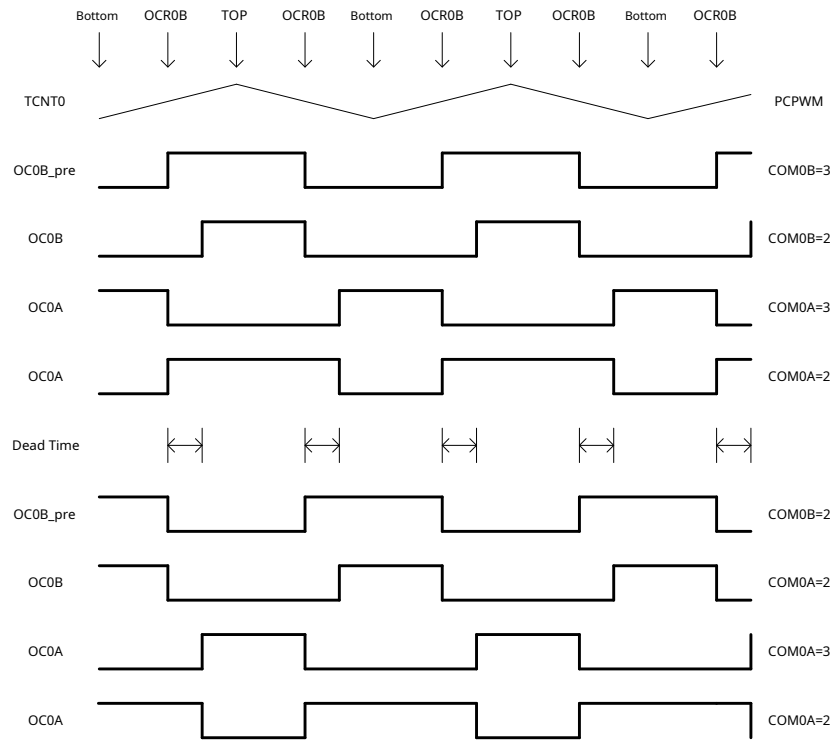 Bottom OCR0B TOP OCR0B Bottom OCR0B TOP OCR0B Bottom OCR0B
TCNT0 PCPWM
OC0B_pre COM0B=3
OC0B COM0B=2
OC0A COM0A=3
OC0A COM0A=2
Dead Time
OC0B_pre COM0B=2
OC0B COM0A=2
OC0A COM0A=3
OC0A COM0A=2